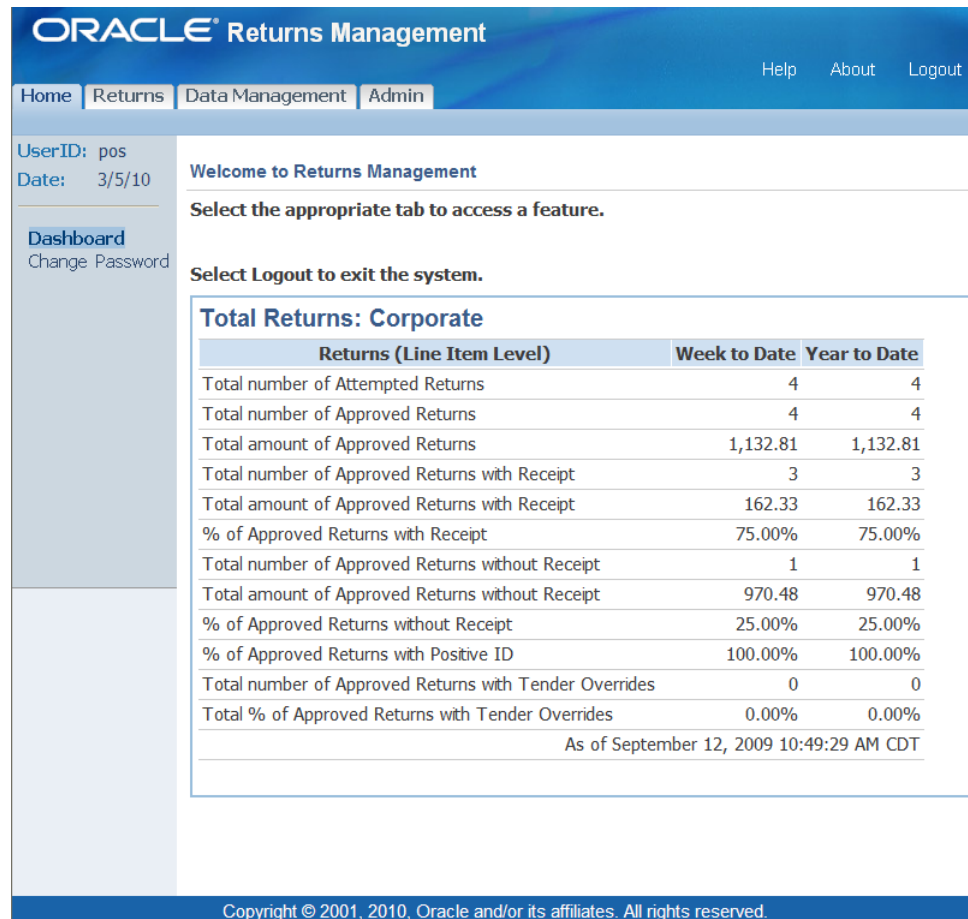 ORACLE® Returns Management
Help About Logout
Home Returns Data Management Admin
UserID: pos
Date: 3/5/10
Dashboard
Change Password
Welcome to Returns Management
Select the appropriate tab to access a feature.
Select Logout to exit the system.
Total Returns: Corporate
Returns (Line Item Level) Week to Date Year to Date
Total number of Attempted Returns 4 4
Total number of Approved Returns 4 4
Total amount of Approved Returns 1,132.81 1,132.81
Total number of Approved Returns with Receipt 3 3
Total amount of Approved Returns with Receipt 162.33 162.33
% of Approved Returns with Receipt 75.00% 75.00%
Total number of Approved Returns without Receipt 1 1
Total amount of Approved Returns without Receipt 970.48 970.48
% of Approved Returns without Receipt 25.00% 25.00%
% of Approved Returns with Positive ID 100.00% 100.00%
Total number of Approved Returns with Tender Overrides 0 0
Total % of Approved Returns with Tender Overrides 0.00% 0.00%
As of September 12, 2009 10:49:29 AM CDT
Copyright © 2001, 2010, Oracle and/or its affiliates. All rights reserved.